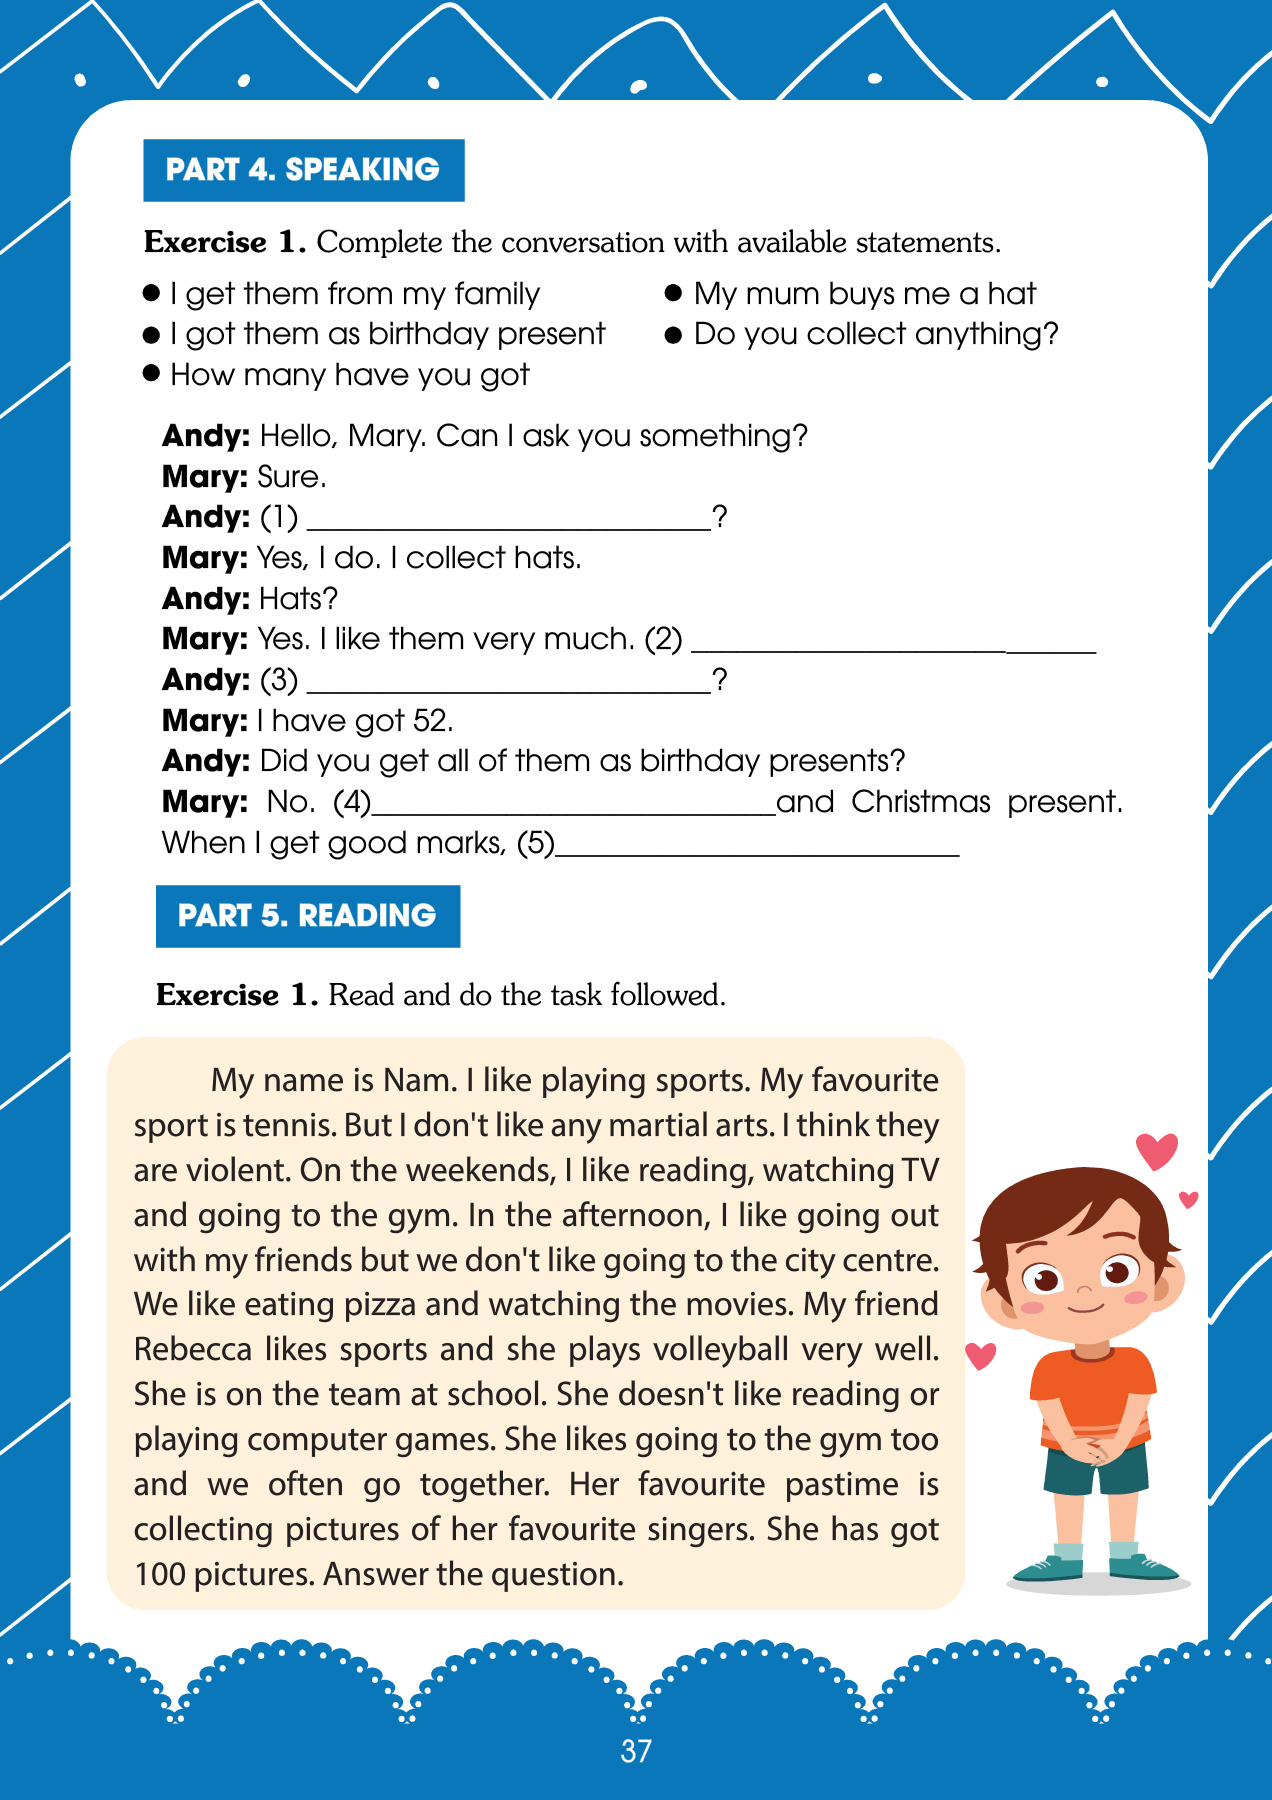 PART 4. SPEAKING
Exercise 1. Complete the conversation with available statements.
● I get them from my family
● My mum buys me a hat
● I got them as birthday present
● Do you collect anything?
● How many have you got
Andy: Hello, Mary. Can I ask you something?
Mary: Sure.
Andy: (1) ___________________________?
Mary: Yes, I do. I collect hats.
Andy: Hats?
Mary: Yes. I like them very much. (2) ___________________________
Andy: (3) ___________________________?
Mary: I have got 52.
Andy: Did you get all of them as birthday presents?
Mary: No. (4)___________________________and Christmas present.
When I get good marks, (5)___________________________
PART 5. READING
Exercise 1. Read and do the task followed.
My name is Nam. I like playing sports. My favourite
sport is tennis. But I don't like any martial arts. I think they
are violent. On the weekends, I like reading, watching TV
and going to the gym. In the afternoon, I like going out
with my friends but we don't like going to the city centre.
We like eating pizza and watching the movies. My friend
Rebecca likes sports and she plays volleyball very well.
She is on the team at school. She doesn't like reading or
playing computer games. She likes going to the gym too
and we often go together. Her favourite pastime is
collecting pictures of her favourite singers. She has got
100 pictures. Answer the question.
37